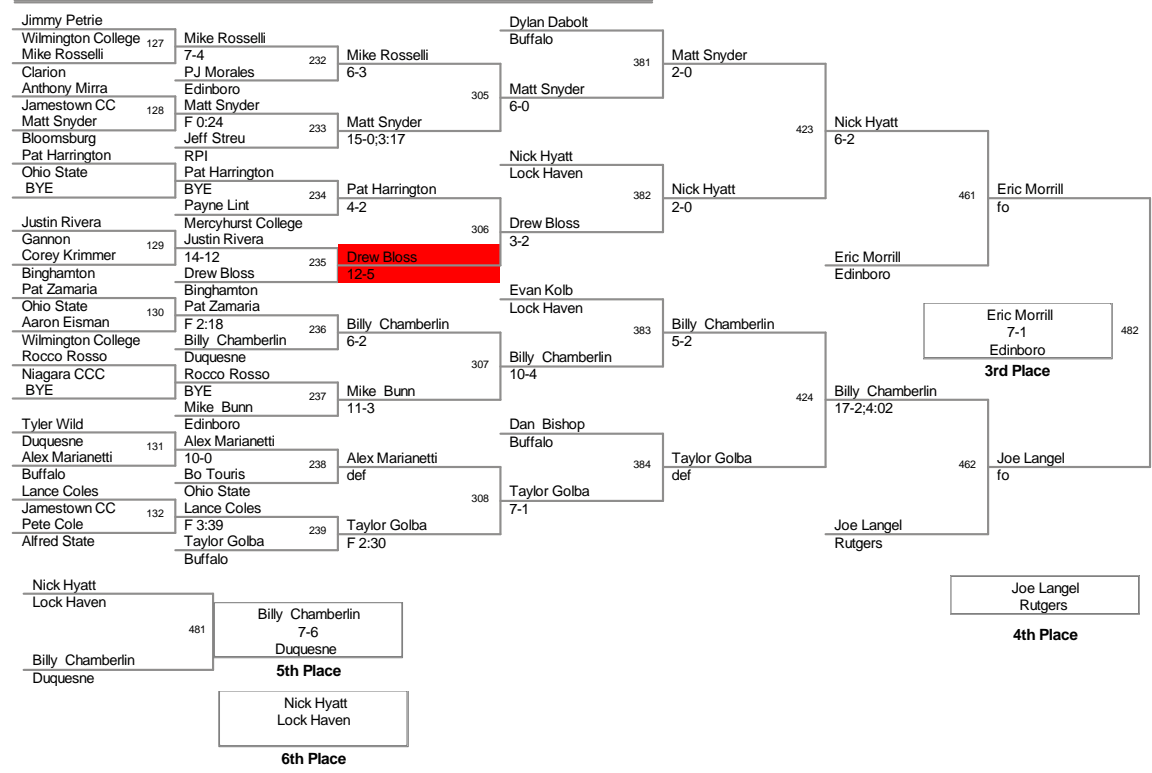 Jimmy Petrie
Wilmington College
127
Mike Rosselli
Clarion
Anthony Mirra
Jamestown CC
128
Matt Snyder
Bloomsburg
Pat Harrington
Ohio State
BYE
Justin Rivera
Gannon
129
Corey Krimmer
Binghamton
Pat Zamaria
Ohio State
130
Aaron Eisman
Wilmington College
Rocco Rosso
Niagara CCC
BYE
Tyler Wild
Duquesne
131
Alex Marianetti
Buffalo
Lance Coles
Jamestown CC
132
Pete Cole
Alfred State
Mike Rosselli
7-4
232
PJ Morales
Edinboro
Matt Snyder
F 0:24
233
Jeff Streu
RPI
Pat Harrington
BYE
234
Payne Lint
Mercyhurst College
Justin Rivera
14-12
235
Drew Bloss
Binghamton
Pat Zamaria
F 2:18
236
Billy Chamberlin
Duquesne
Rocco Rosso
BYE
237
Mike Bunn
Edinboro
Alex Marianetti
10-0
238
Bo Touris
Ohio State
Lance Coles
F 3:39
239
Taylor Golba
Buffalo
Mike Rosselli
6-3
305
Matt Snyder
15-0;3:17
Pat Harrington
4-2
306
Drew Bloss
12-5
Billy Chamberlin
6-2
307
Mike Bunn
11-3
Alex Marianetti
def
308
Taylor Golba
F 2:30
Dylan Dabolt
Buffalo
381
Matt Snyder
6-0
Nick Hyatt
Lock Haven
382
Drew Bloss
3-2
Evan Kolb
Lock Haven
383
Billy Chamberlin
10-4
Dan Bishop
Buffalo
384
Taylor Golba
7-1
Matt Snyder
2-0
423
Nick Hyatt
2-0
Billy Chamberlin
5-2
424
Taylor Golba
def
Nick Hyatt
6-2
461
Eric Morrill
Edinboro
Billy Chamberlin
17-2;4:02
462
Joe Langel
Rutgers
Eric Morrill
fo
482
Joe Langel
fo
Eric Morrill
7-1
Edinboro
3rd Place
Joe Langel
Rutgers
4th Place
Nick Hyatt
Lock Haven
481
Billy Chamberlin
Duquesne
Billy Chamberlin
7-6
Duquesne
5th Place
Nick Hyatt
Lock Haven
6th Place